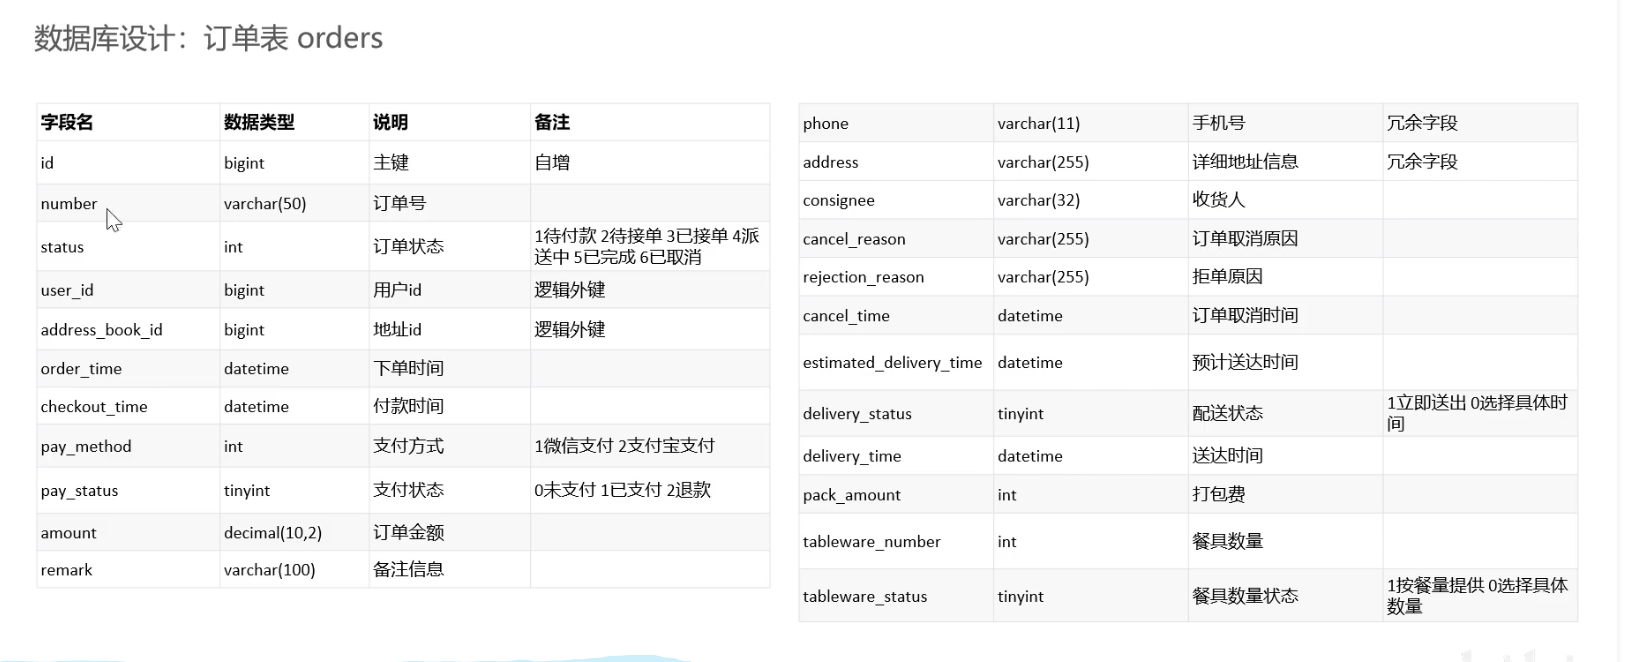 数据库设计：订单表 orders
字段名 数据类型 说明 备注
id bigint 主键 自增
number varchar(50) 订单号
status int 订单状态 1待付款 2待接单 3已接单 4派
送中 5已完成 6已取消
user_id bigint 用户id 逻辑外键
address_book_id bigint 地址id 逻辑外键
order_time datetime 下单时间
checkout_time datetime 付款时间
pay_method int 支付方式 1微信支付 2支付宝支付
pay_status tinyint 支付状态 0未支付 1已支付 2退款
amount decimal(10,2) 订单金额
remark varchar(100) 备注信息
phone varchar(11) 手机号 冗余字段
address varchar(255) 详细地址信息 冗余字段
consignee varchar(32) 收货人
cancel_reason varchar(255) 订单取消原因
rejection_reason varchar(255) 拒单原因
cancel_time datetime 订单取消时间
estimated_delivery_time datetime 预计送达时间
delivery_status tinyint 配送状态 1立即送出 0选择具体时
间
delivery_time datetime 送达时间
pack_amount int 打包费
tableware_number int 餐具数量
tableware_status tinyint 餐具数量状态 1按餐量提供 0选择具体
数量